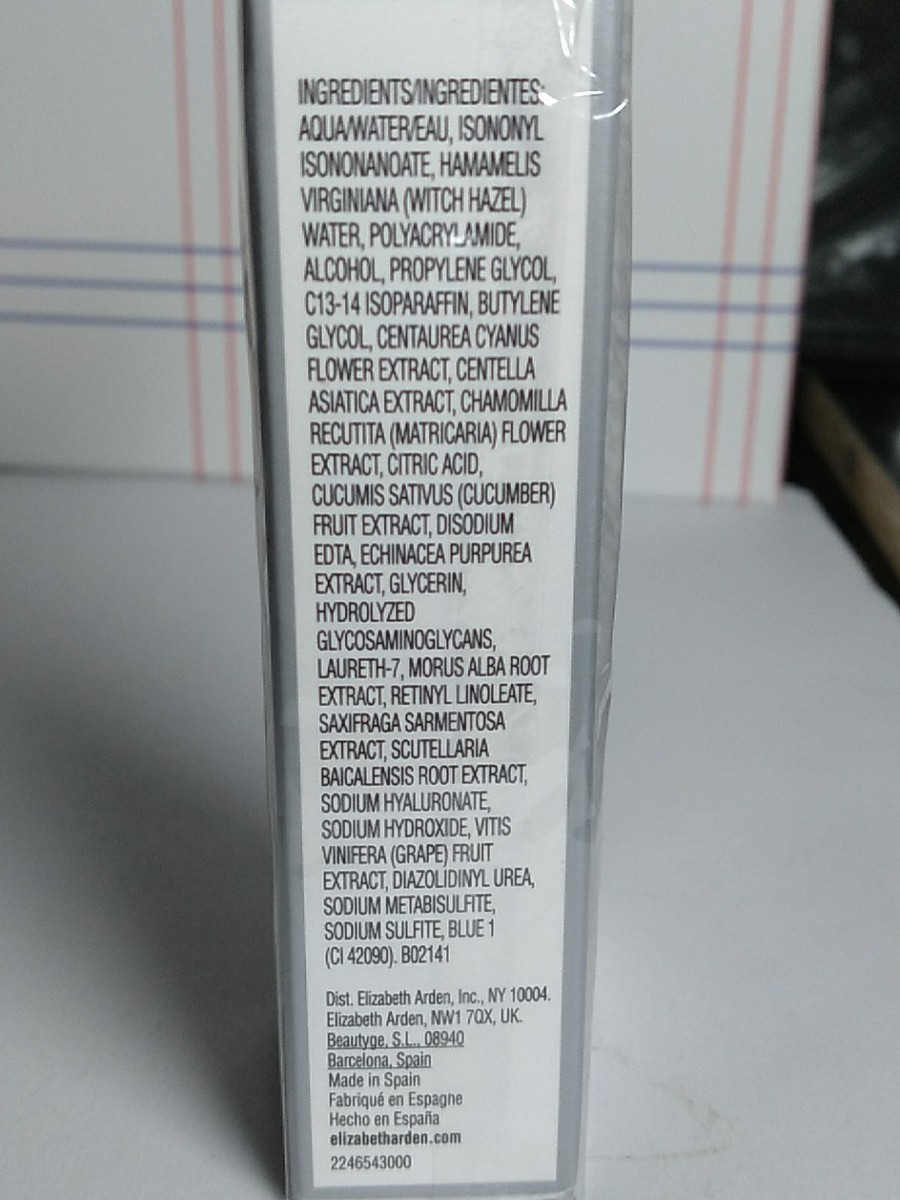 INGREDIENTS/INGREDIENTES:
AQUA/WATER/EAU, ISONONYL
ISONONANOATE, HAMAMELIS
VIRGINIANA (WITCH HAZEL)
WATER, POLYACRYLAMIDE,
ALCOHOL, PROPYLENE GLYCOL,
C13-14 ISOPARAFFIN, BUTYLENE
GLYCOL, CENTAUREA CYANUS
FLOWER EXTRACT, CENTELLA
ASIATICA EXTRACT, CHAMOMILLA
RECUTITA (MATRICARIA) FLOWER
EXTRACT, CITRIC ACID,
CUCUMIS SATIVUS (CUCUMBER)
FRUIT EXTRACT, DISODIUM
EDTA, ECHINACEA PURPUREA
EXTRACT, GLYCERIN,
HYDROLYZED
GLYCOSAMINOGLYCANS,
LAURETH-7, MORUS ALBA ROOT
EXTRACT, RETINYL LINOLEATE,
SAXIFRAGA SARMENTOSA
EXTRACT, SCUTELLARIA
BAICALENSIS ROOT EXTRACT,
SODIUM HYALURONATE,
SODIUM HYDROXIDE, VITIS
VINIFERA (GRAPE) FRUIT
EXTRACT, DIAZOLIDINYL UREA,
SODIUM METABISULFITE,
SODIUM SULFITE, BLUE 1
(CI 42090). B02141
Dist. Elizabeth Arden, Inc., NY 10004.
Elizabeth Arden, NW1 7QX, UK.
Beautyge, S.L., 08940
Barcelona, Spain
Made in Spain
Fabriqué en Espagne
Hecho en España
elizabetharden.com
2246543000